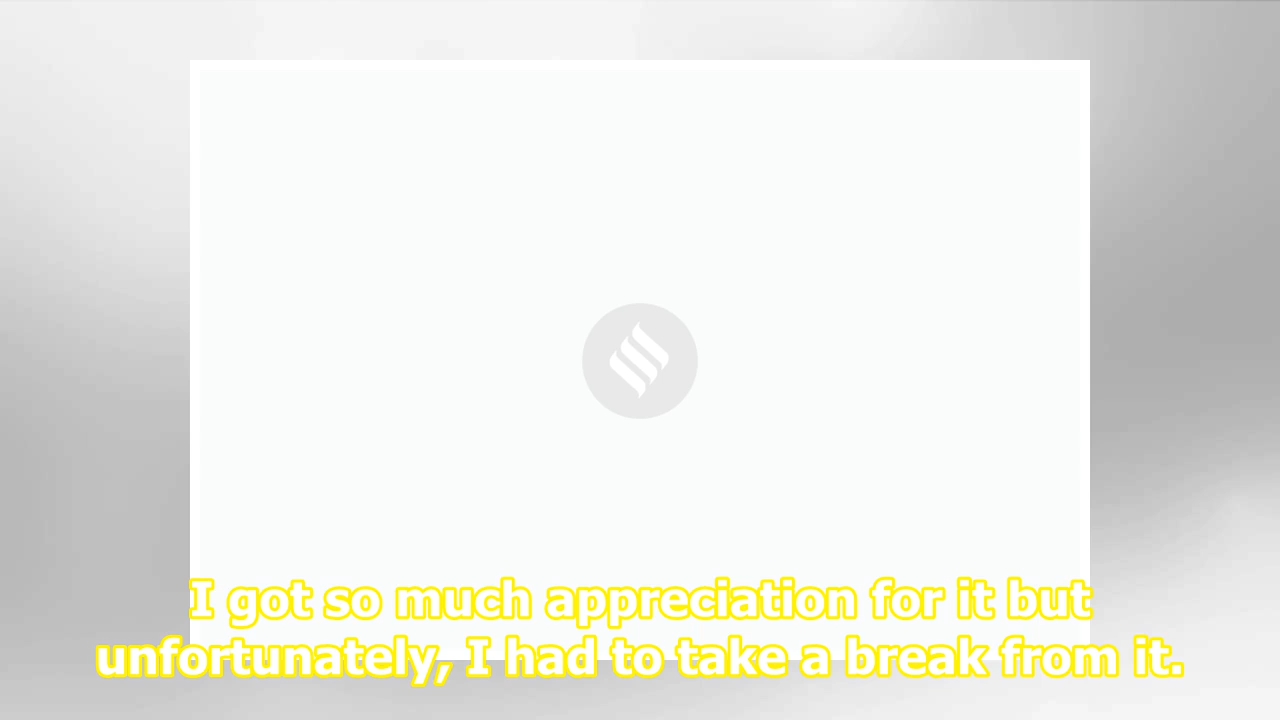 I got so much appreciation for it but
unfortunately, I had to take a break from it.